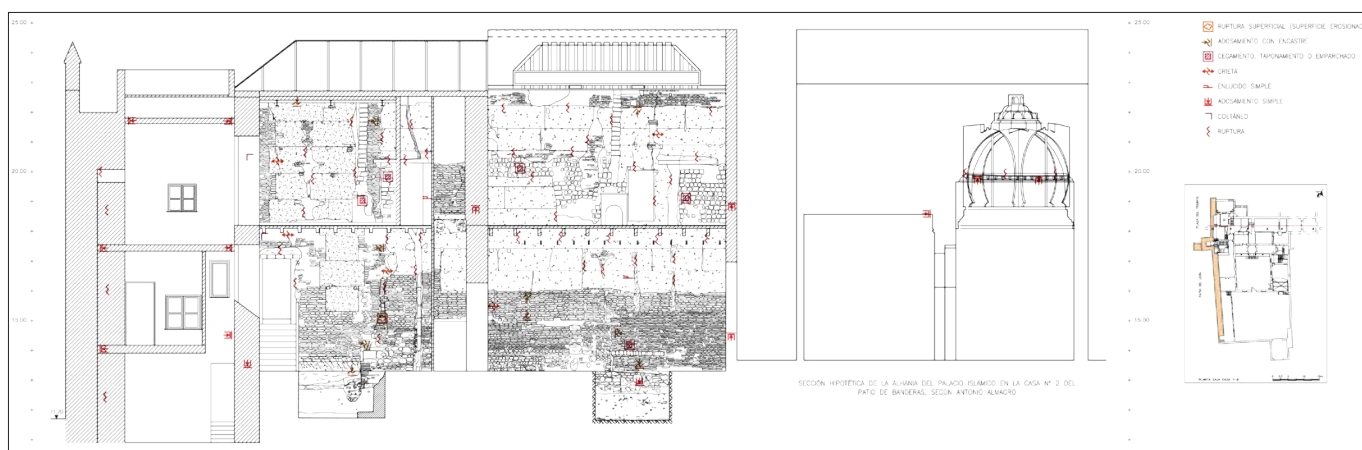 25.00
20.00
15.00
25.00
20.00
15.00
RUPTURA SUPERFICIAL (SUPERFICIE EROSIONAD
ADOSAMIENTO CON ENCASTRE
CEGAMIENTO, TAPONAMIENTO O EMPARCHADO
GRIETA
ENLUCIDO SIMPLE
ADOSAMIENTO SIMPLE
COETÁNEO
RUPTURA
SECCIÓN HIPOTÉTICA DE LA ALHANIA DEL PALACIO ISLÁMICO EN LA CASA Nº 2 DEL
PATIO DE BANDERAS, SEGÚN ANTONIO ALMAGRO